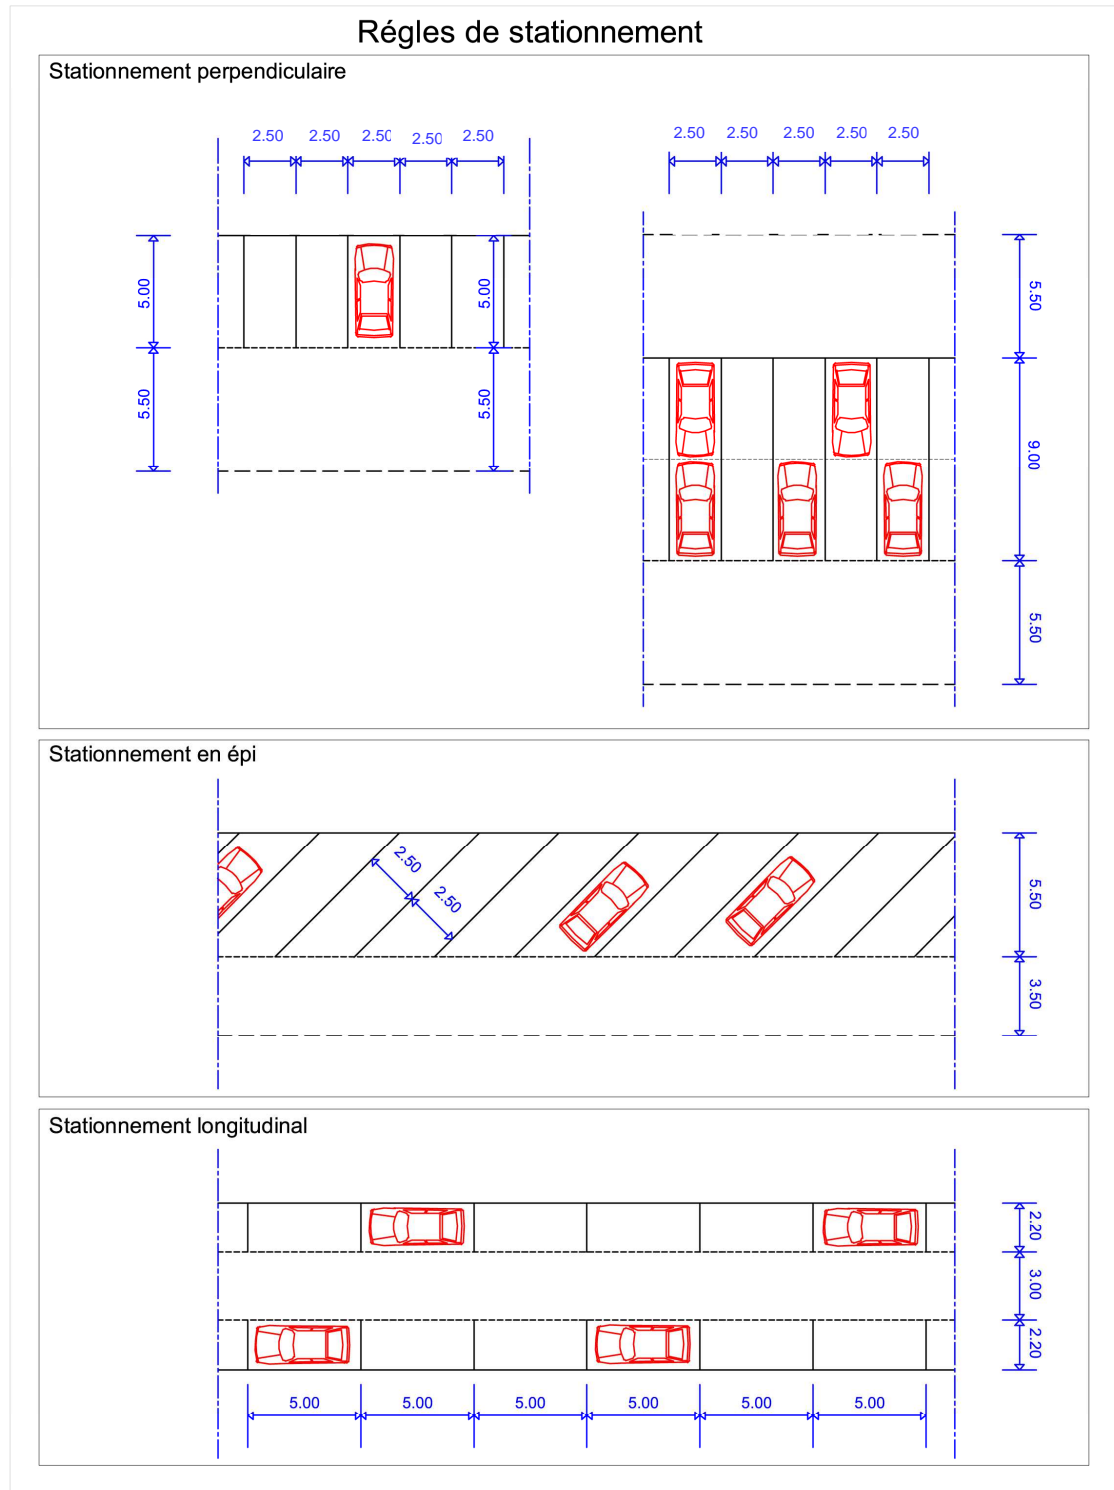 Régles de stationnement
Stationnement perpendiculaire
2.50 2.50 2.50 2.50 2.50
2.50 2.50 2.50 2.50 2.50
5.00
5.00
5.50
5.50
5.50
9.00
5.50
Stationnement en épi
2.50
2.50
5.50
3.50
Stationnement longitudinal
2.20
3.00
2.20
5.00 5.00 5.00 5.00 5.00 5.00